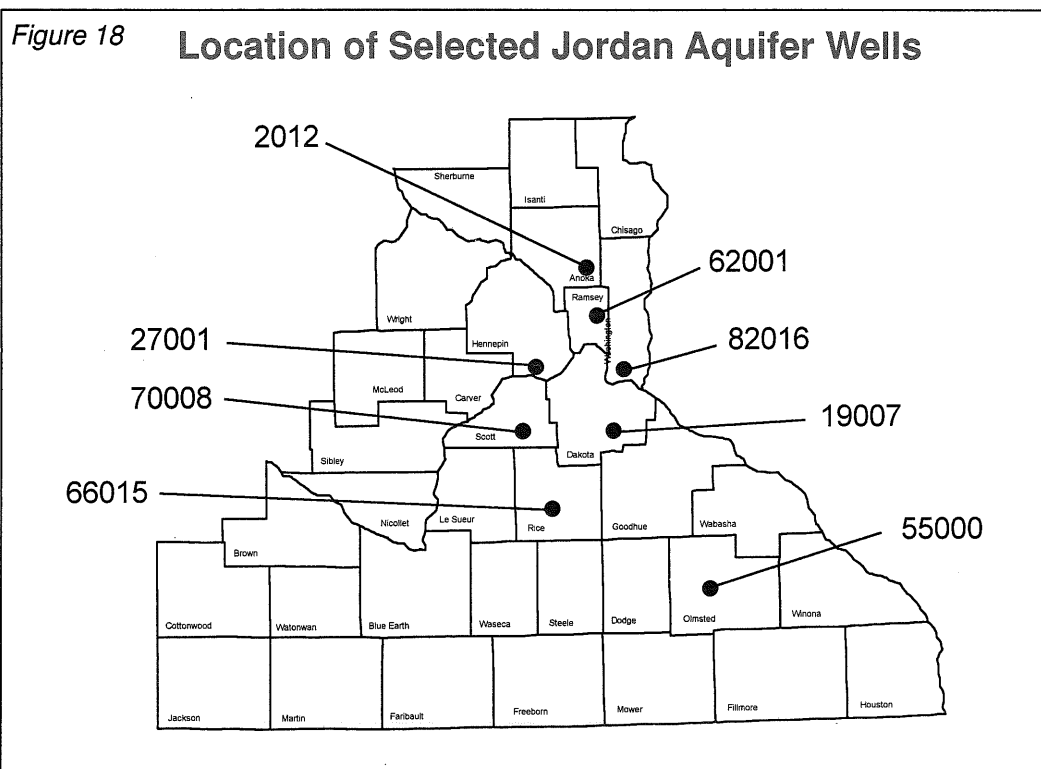 Figure 18
Location of Selected Jordan Aquifer Wells
2012
Sherburne
Isanti
Chisago
62001
Anoka
Ramsey
Wright
27001
Hennepin
Washington
82016
McLeod
70008
Carver
19007
Scott
Sibley
Dakota
66015
Nicollet
Le Sueur
Rice
Goodhue
Wabasha
55000
Brown
Cottonwood
Watonwan
Blue Earth
Waseca
Steele
Dodge
Olmsted
Winona
Jackson
Martin
Faribault
Freeborn
Mower
Fillmore
Houston